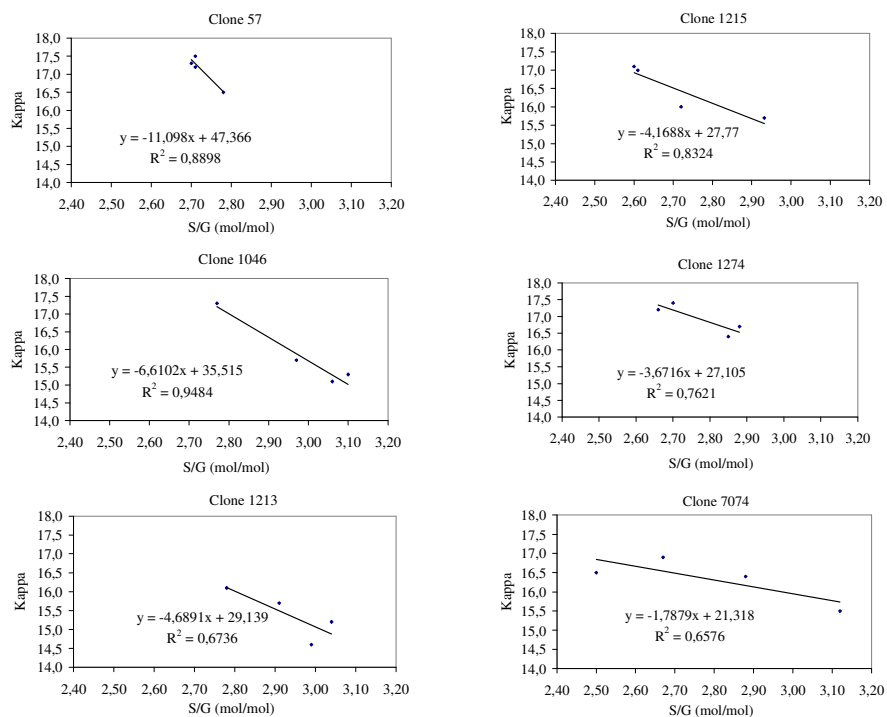 Clone 57
18,0
17,5
17,0
16,5
16,0
15,5
15,0
14,5
14,0
Kappa
y = -11,098x + 47,366
R² = 0,8898
2,40 2,50 2,60 2,70 2,80 2,90 3,00 3,10 3,20
S/G (mol/mol)
Clone 1215
18,0
17,5
17,0
16,5
16,0
15,5
15,0
14,5
14,0
Kappa
y = -4,1688x + 27,77
R² = 0,8324
2,40 2,50 2,60 2,70 2,80 2,90 3,00 3,10 3,20
S/G (mol/mol)
Clone 1046
18,0
17,5
17,0
16,5
16,0
15,5
15,0
14,5
14,0
Kappa
y = -6,6102x + 35,515
R² = 0,9484
2,40 2,50 2,60 2,70 2,80 2,90 3,00 3,10 3,20
S/G (mol/mol)
Clone 1274
18,0
17,5
17,0
16,5
16,0
15,5
15,0
14,5
14,0
Kappa
y = -3,6716x + 27,105
R² = 0,7621
2,40 2,50 2,60 2,70 2,80 2,90 3,00 3,10 3,20
S/G (mol/mol)
Clone 1213
18,0
17,5
17,0
16,5
16,0
15,5
15,0
14,5
14,0
Kappa
y = -4,6891x + 29,139
R² = 0,6736
2,40 2,50 2,60 2,70 2,80 2,90 3,00 3,10 3,20
S/G (mol/mol)
Clone 7074
18,0
17,5
17,0
16,5
16,0
15,5
15,0
14,5
14,0
Kappa
y = -1,7879x + 21,318
R² = 0,6576
2,40 2,50 2,60 2,70 2,80 2,90 3,00 3,10 3,20
S/G (mol/mol)